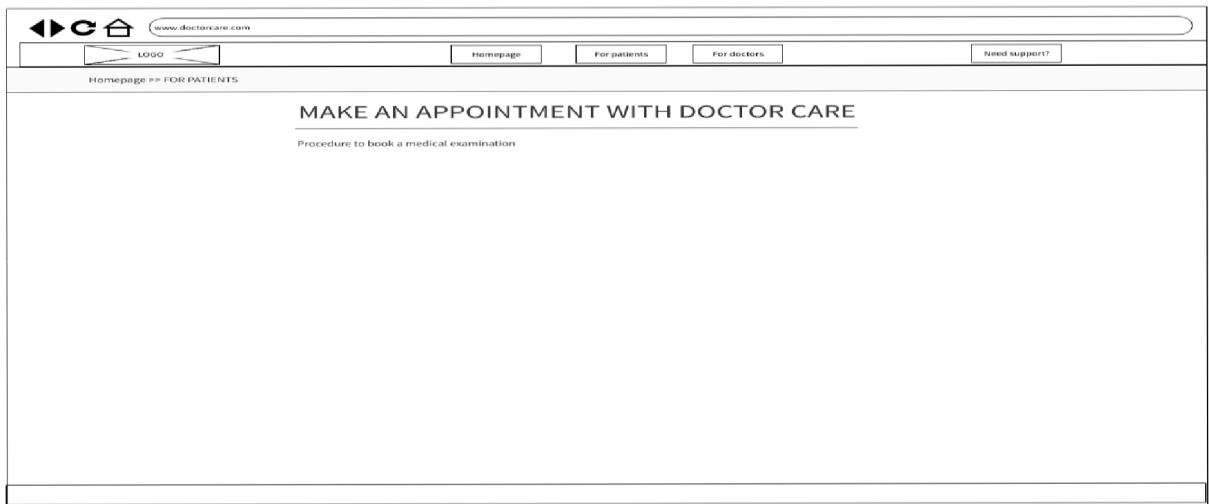 www.doctorcare.com
LOGO
Homepage
For patients
For doctors
Need support?
Homepage >> FOR PATIENTS
MAKE AN APPOINTMENT WITH DOCTOR CARE
Procedure to book a medical examination